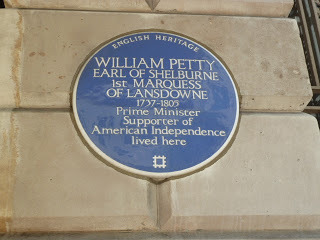 ENGLISH HERITAGE
WILLIAM PETTY
EARL OF SHELBURNE
1st MARQUESS
OF LANSDOWNE
1737-1805
Prime Minister
Supporter of
American Independence
lived here